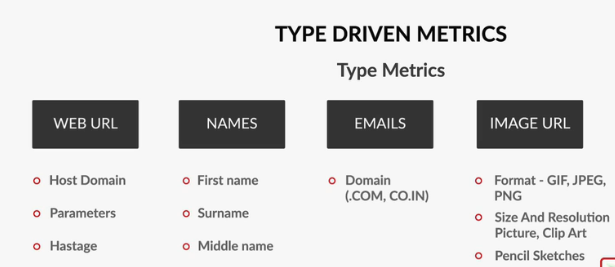 TYPE DRIVEN METRICS
Type Metrics
WEB URL
Host Domain
Parameters
Hastage
NAMES
First name
Surname
Middle name
EMAILS
Domain
(.COM, CO.IN)
IMAGE URL
Format - GIF, JPEG,
PNG
Size And Resolution
Picture, Clip Art
Pencil Sketches